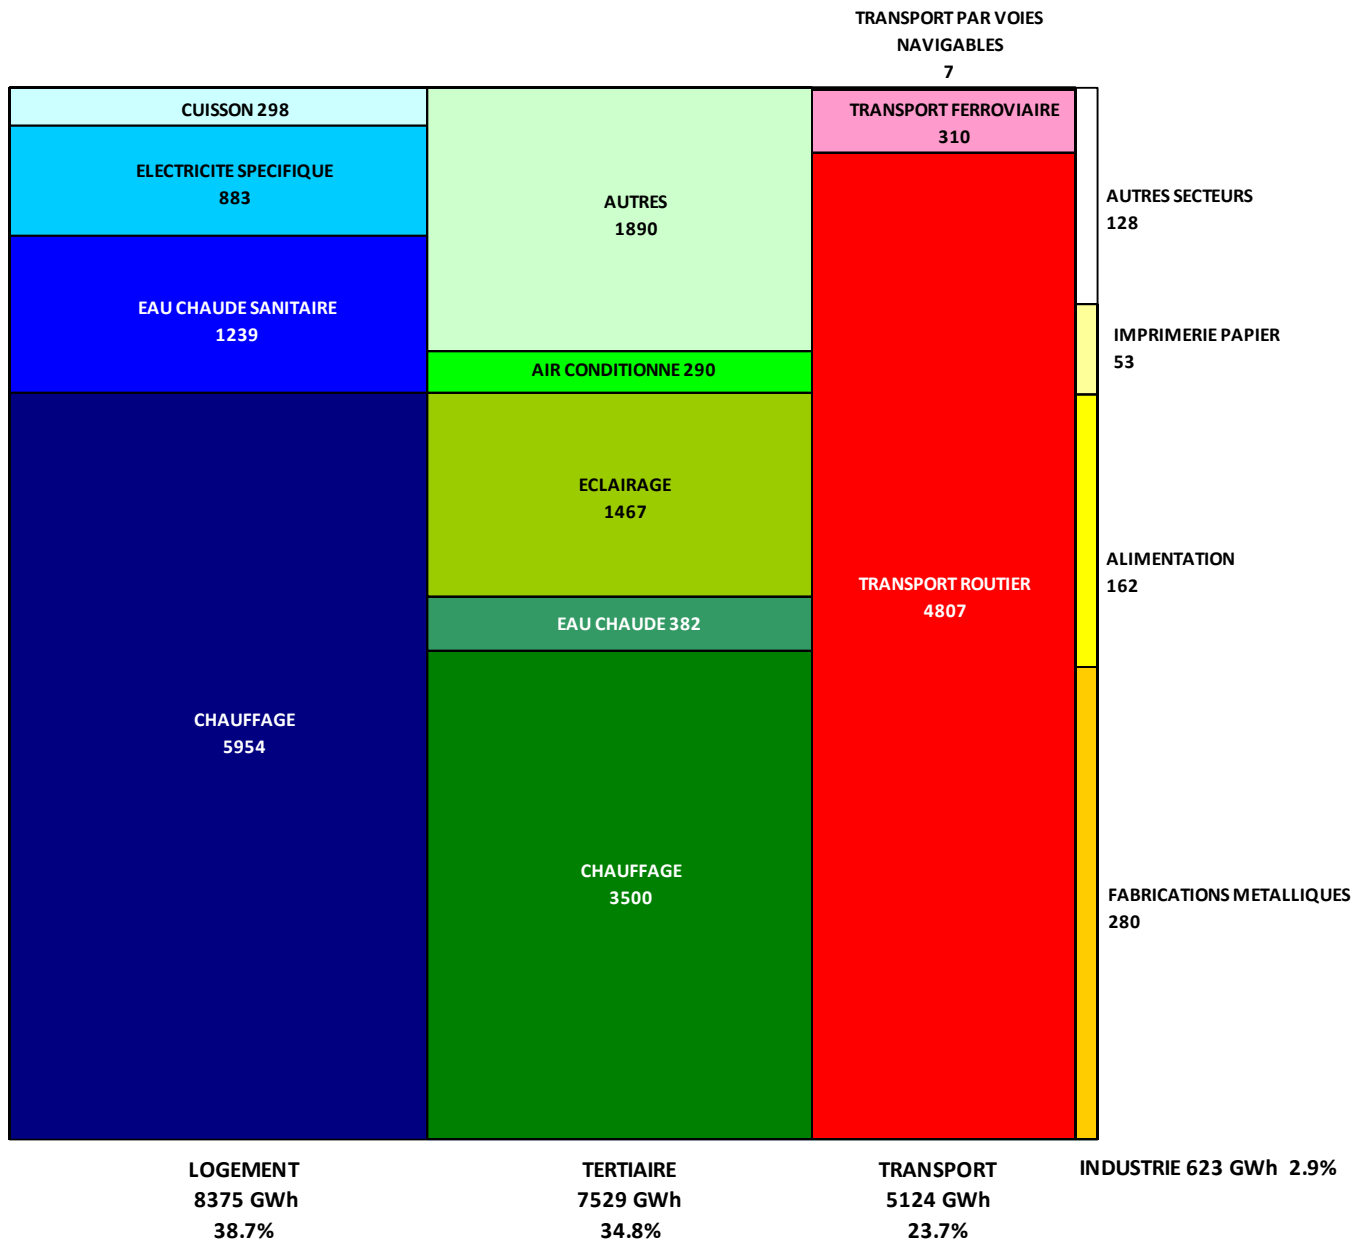 TRANSPORT PAR VOIES
NAVIGABLES
7
CUISSON 298
ELECTRICITE SPECIFIQUE
883
EAU CHAUDE SANITAIRE
1239
CHAUFFAGE
5954
AUTRES
1890
AIR CONDITIONNE 290
ECLAIRAGE
1467
EAU CHAUDE 382
CHAUFFAGE
3500
TRANSPORT FERROVIAIRE
310
TRANSPORT ROUTIER
4807
AUTRES SECTEURS
128
IMPRIMERIE PAPIER
53
ALIMENTATION
162
FABRICATIONS METALLIQUES
280
LOGEMENT
8375 GWh
38.7%
TERTIAIRE
7529 GWh
34.8%
TRANSPORT
5124 GWh
23.7%
INDUSTRIE 623 GWh 2.9%